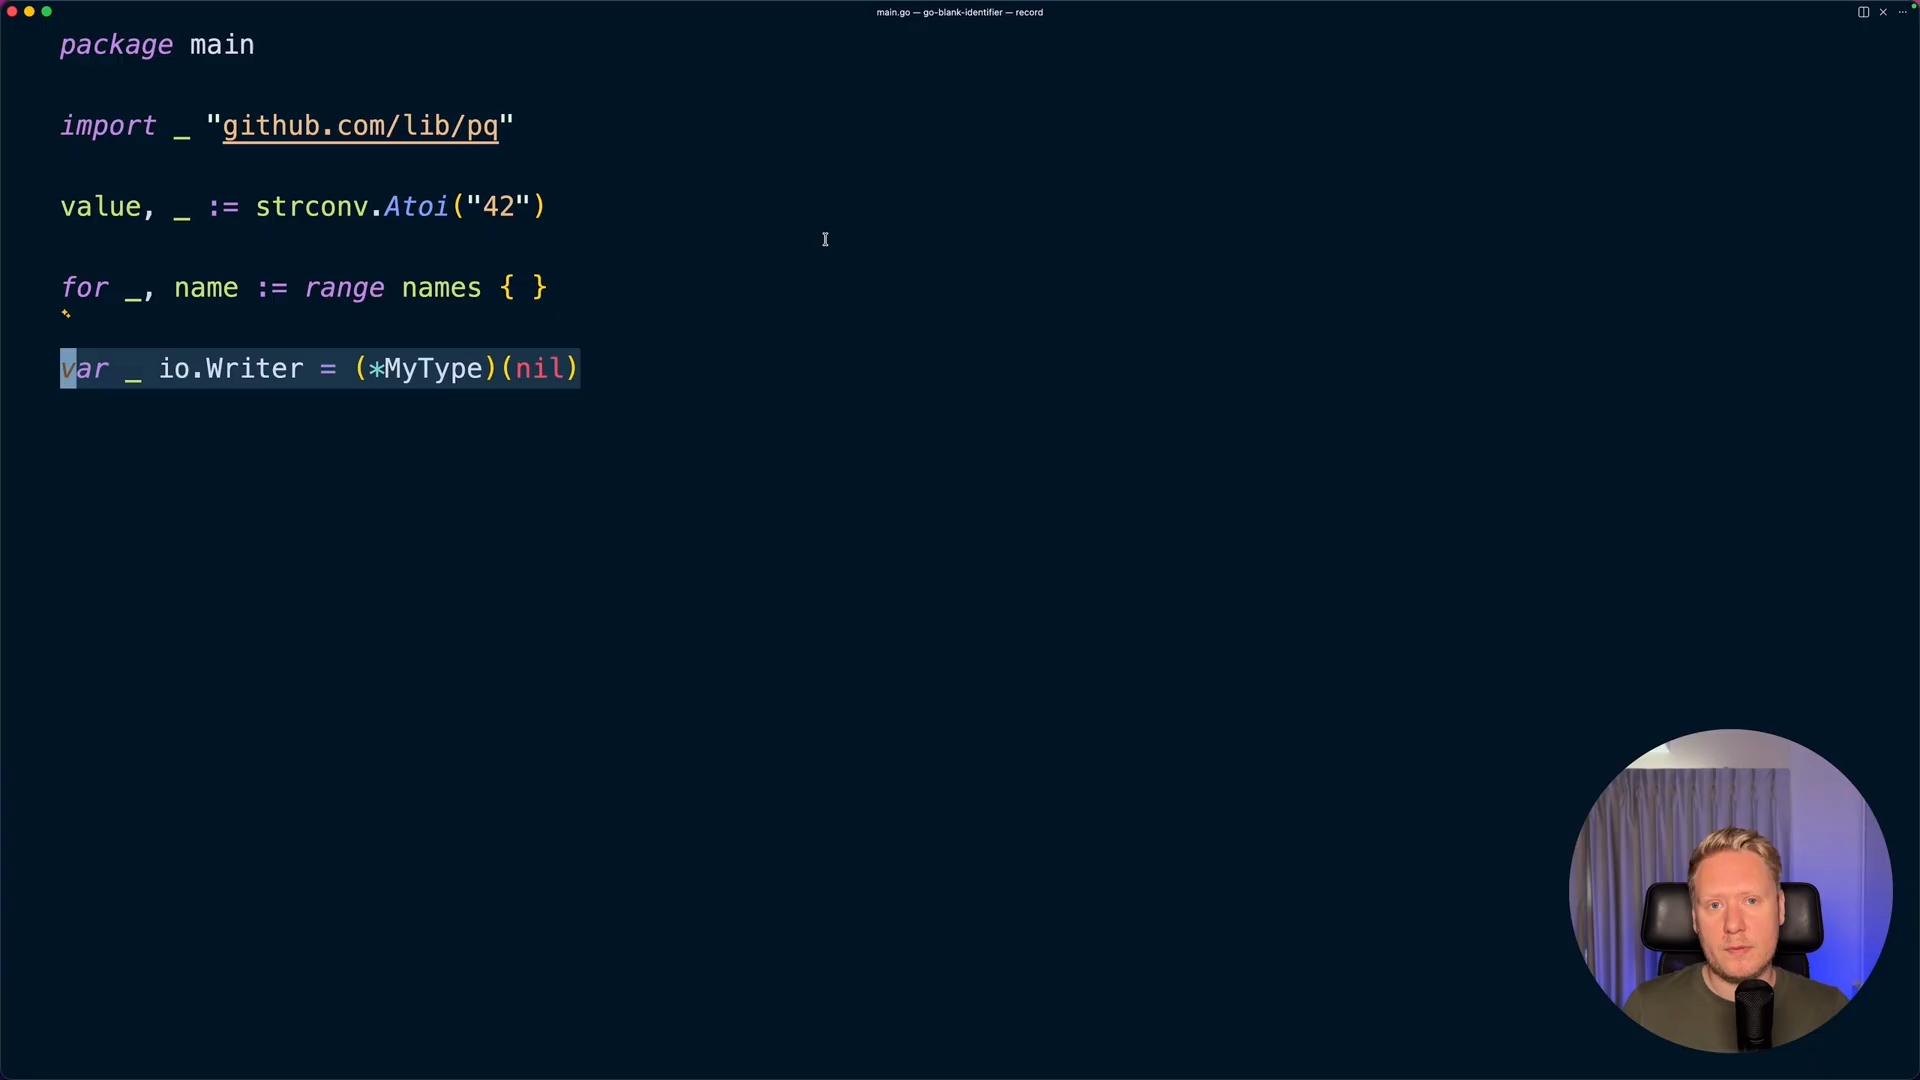 main.go — go-blank-identifier — record
package main
import _ "github.com/lib/pq"
value, _ := strconv.Atoi("42")
for _, name := range names { }
var _ io.Writer = (*MyType)(nil)